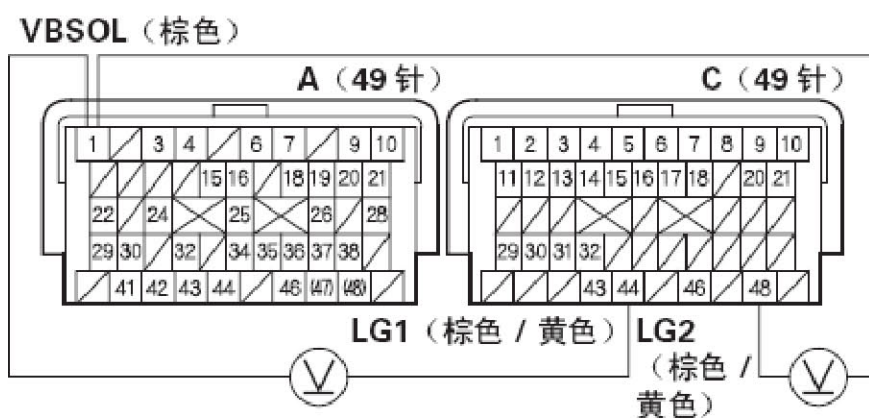 VBSOL（棕色）
A（49 针）
C（49 针）
1 3 4 6 7 9 10
15 16 18 19 20 21
22 24 25 26 28
29 30 32 34 35 36 37 38
41 42 43 44 46 (47) (48)
1 2 3 4 5 6 7 8 9 10
11 12 13 14 15 16 17 18 20 21
29 30 31 32
43 44 46 48
LG1（棕色 / 黄色）
LG2
（棕色 /
黄色）
V
V